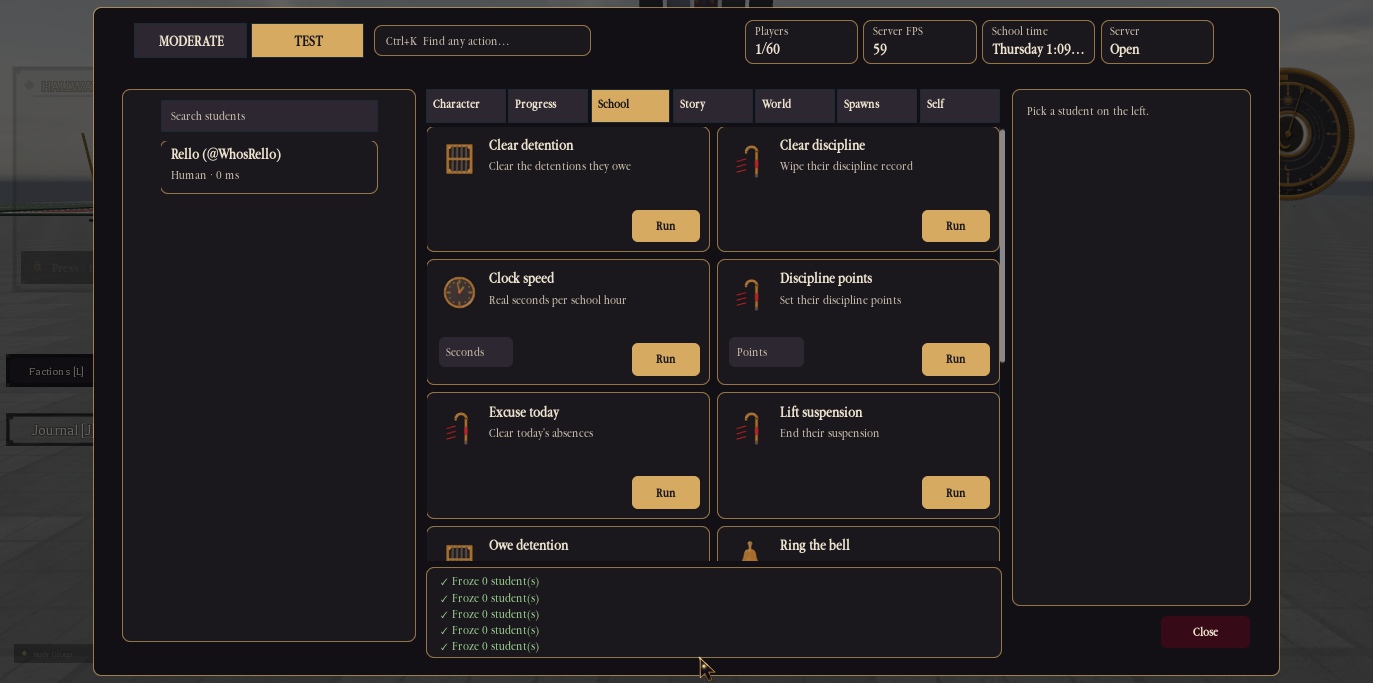 MODERATE
TEST
Ctrl+K Find any action...
Players
1/60
Server FPS
59
School time
Thursday 1:09...
Server
Open
Search students
Rello (@WhosRello)
Human · 0 ms
Character
Progress
School
Story
World
Spawns
Self
Clear detention
Clear the detentions they owe
Run
Clear discipline
Wipe their discipline record
Run
Clock speed
Real seconds per school hour
Seconds
Run
Discipline points
Set their discipline points
Points
Run
Excuse today
Clear today's absences
Run
Lift suspension
End their suspension
Run
Owe detention
Ring the bell
✓ Froze 0 student(s)
✓ Froze 0 student(s)
✓ Froze 0 student(s)
✓ Froze 0 student(s)
✓ Froze 0 student(s)
Pick a student on the left.
Close
Press
Factions [L]
Journal [J]